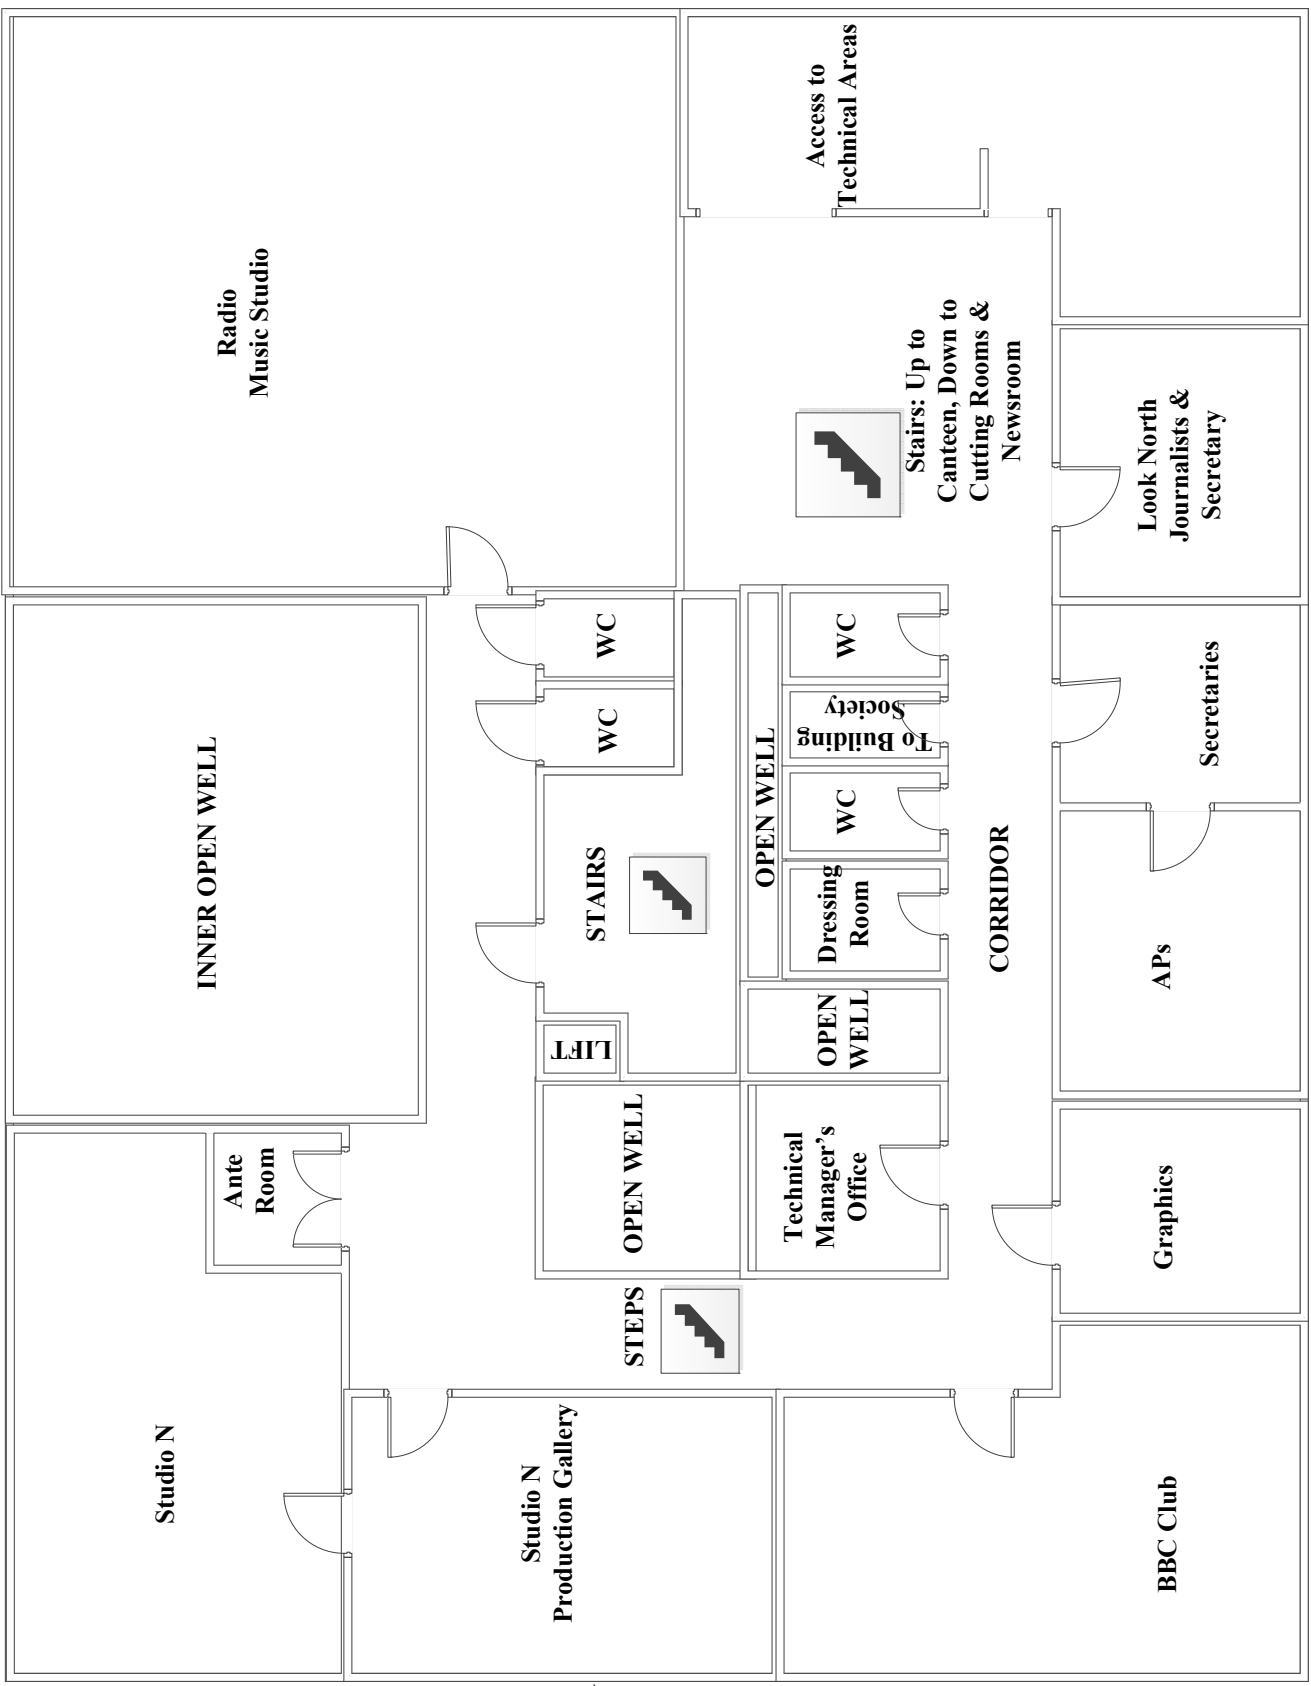 Radio
Music Studio
Access to
Technical Areas
Stairs: Up to
Canteen, Down to
Cutting Rooms &
Newsroom
Look North
Journalists &
Secretary
INNER OPEN WELL
WC
WC
STAIRS
LIFT
OPEN WELL
WC
To Building
Society
WC
Dressing
Room
OPEN
WELL
CORRIDOR
Secretaries
APs
Ante
Room
OPEN WELL
Technical
Manager’s
Office
Graphics
STEPS
Studio N
Studio N
Production Gallery
BBC Club